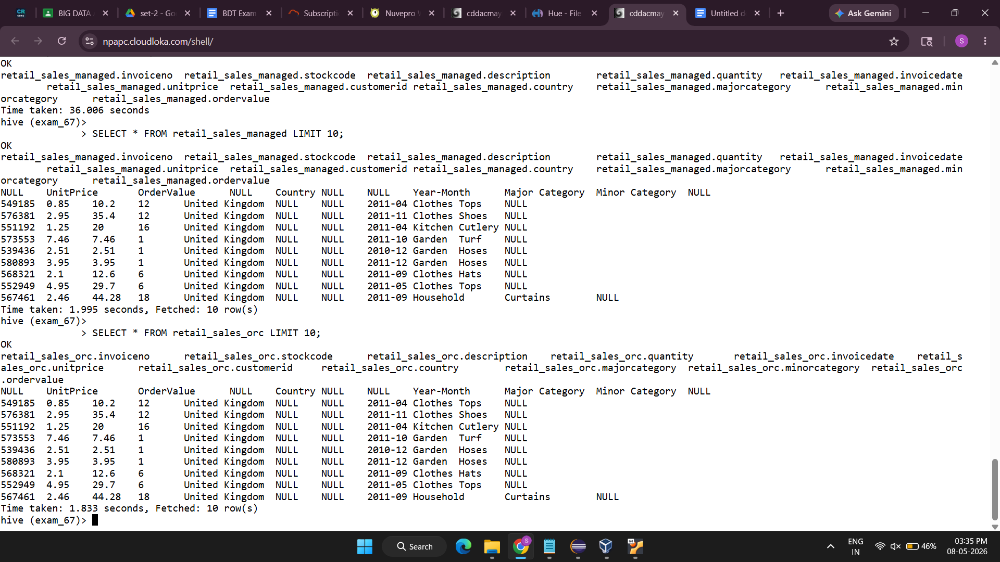 CR
CDAC
BIG DATA
set-2 - Go
BDT Exam
Subscripti
Nuvepro
cddacmay
Hue - File
cddacmay
Untitled d
Ask Gemini
npapc.cloudloka.com/shell/
S
OK
retail_sales_managed.invoiceno retail_sales_managed.stockcode retail_sales_managed.description retail_sales_managed.quantity retail_sales_managed.invoicedate
retail_sales_managed.unitprice retail_sales_managed.customerid retail_sales_managed.country retail_sales_managed.majorcategory retail_sales_managed.min
orcategory retail_sales_managed.ordervalue
Time taken: 36.006 seconds
hive (exam_67)>
> SELECT * FROM retail_sales_managed LIMIT 10;
OK
retail_sales_managed.invoiceno retail_sales_managed.stockcode retail_sales_managed.description retail_sales_managed.quantity retail_sales_managed.invoicedate
retail_sales_managed.unitprice retail_sales_managed.customerid retail_sales_managed.country retail_sales_managed.majorcategory retail_sales_managed.min
orcategory retail_sales_managed.ordervalue
NULL UnitPrice OrderValue NULL Country NULL NULL Year-Month Major Category Minor Category NULL
549185 0.85 10.2 12 United Kingdom NULL NULL 2011-04 Clothes Tops NULL
576381 2.95 35.4 12 United Kingdom NULL NULL 2011-11 Clothes Shoes NULL
551192 1.25 20 16 United Kingdom NULL NULL 2011-04 Kitchen Cutlery NULL
573553 7.46 7.46 1 United Kingdom NULL NULL 2011-10 Garden Turf NULL
539436 2.51 2.51 1 United Kingdom NULL NULL 2010-12 Garden Hoses NULL
580893 3.95 3.95 1 United Kingdom NULL NULL 2011-12 Garden Hoses NULL
568321 2.1 12.6 6 United Kingdom NULL NULL 2011-09 Clothes Hats NULL
552949 4.95 29.7 6 United Kingdom NULL NULL 2011-05 Clothes Tops NULL
567461 2.46 44.28 18 United Kingdom NULL NULL 2011-09 Household Curtains NULL
Time taken: 1.995 seconds, Fetched: 10 row(s)
hive (exam_67)>
> SELECT * FROM retail_sales_orc LIMIT 10;
OK
retail_sales_orc.invoiceno retail_sales_orc.stockcode retail_sales_orc.description retail_sales_orc.quantity retail_sales_orc.invoicedate retail_s
ales_orc.unitprice retail_sales_orc.customerid retail_sales_orc.country retail_sales_orc.majorcategory retail_sales_orc.minorcategory retail_sales_orc
.ordervalue
NULL UnitPrice OrderValue NULL Country NULL NULL Year-Month Major Category Minor Category NULL
549185 0.85 10.2 12 United Kingdom NULL NULL 2011-04 Clothes Tops NULL
576381 2.95 35.4 12 United Kingdom NULL NULL 2011-11 Clothes Shoes NULL
551192 1.25 20 16 United Kingdom NULL NULL 2011-04 Kitchen Cutlery NULL
573553 7.46 7.46 1 United Kingdom NULL NULL 2011-10 Garden Turf NULL
539436 2.51 2.51 1 United Kingdom NULL NULL 2010-12 Garden Hoses NULL
580893 3.95 3.95 1 United Kingdom NULL NULL 2011-12 Garden Hoses NULL
568321 2.1 12.6 6 United Kingdom NULL NULL 2011-09 Clothes Hats NULL
552949 4.95 29.7 6 United Kingdom NULL NULL 2011-05 Clothes Tops NULL
567461 2.46 44.28 18 United Kingdom NULL NULL 2011-09 Household Curtains NULL
Time taken: 1.833 seconds, Fetched: 10 row(s)
hive (exam_67)>
Search
S
64
ENG
IN
46%
03:35 PM
08-05-2026